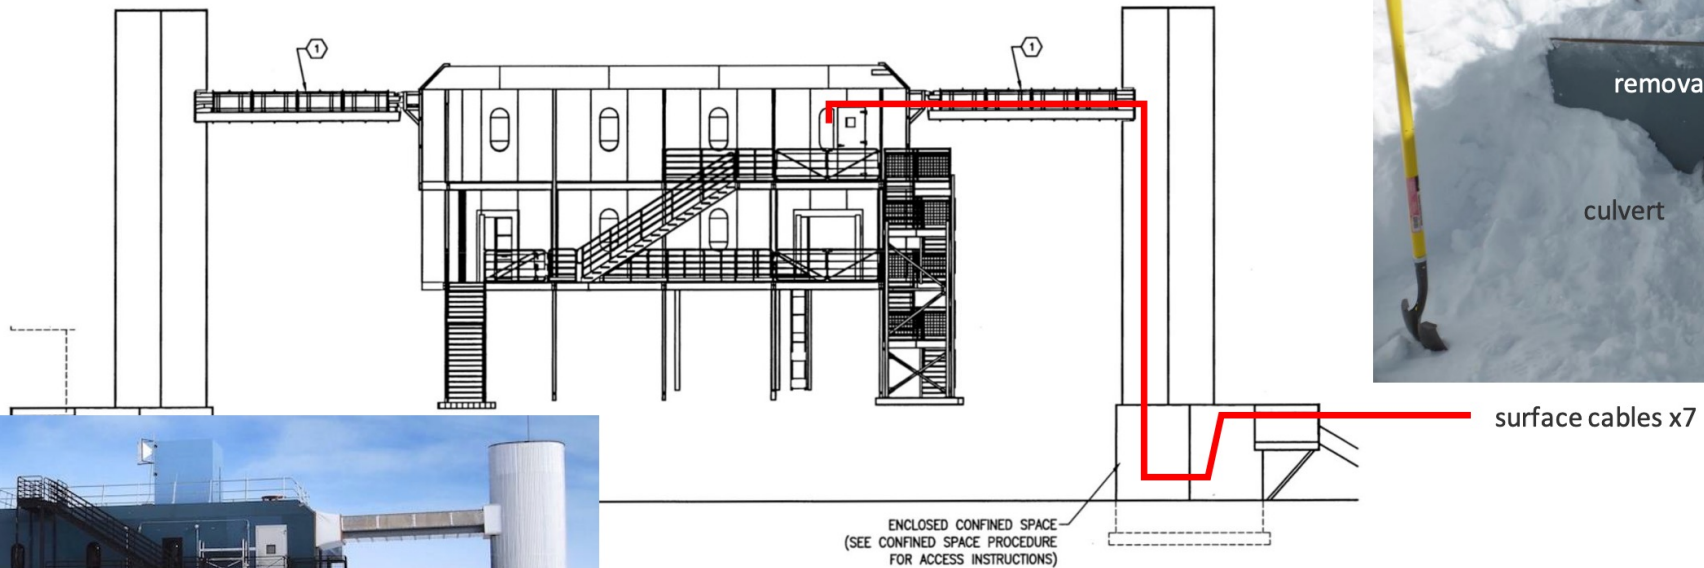 1
1
remova
culvert
surface cables x7
ENCLOSED CONFINED SPACE
(SEE CONFINED SPACE PROCEDURE
FOR ACCESS INSTRUCTIONS)